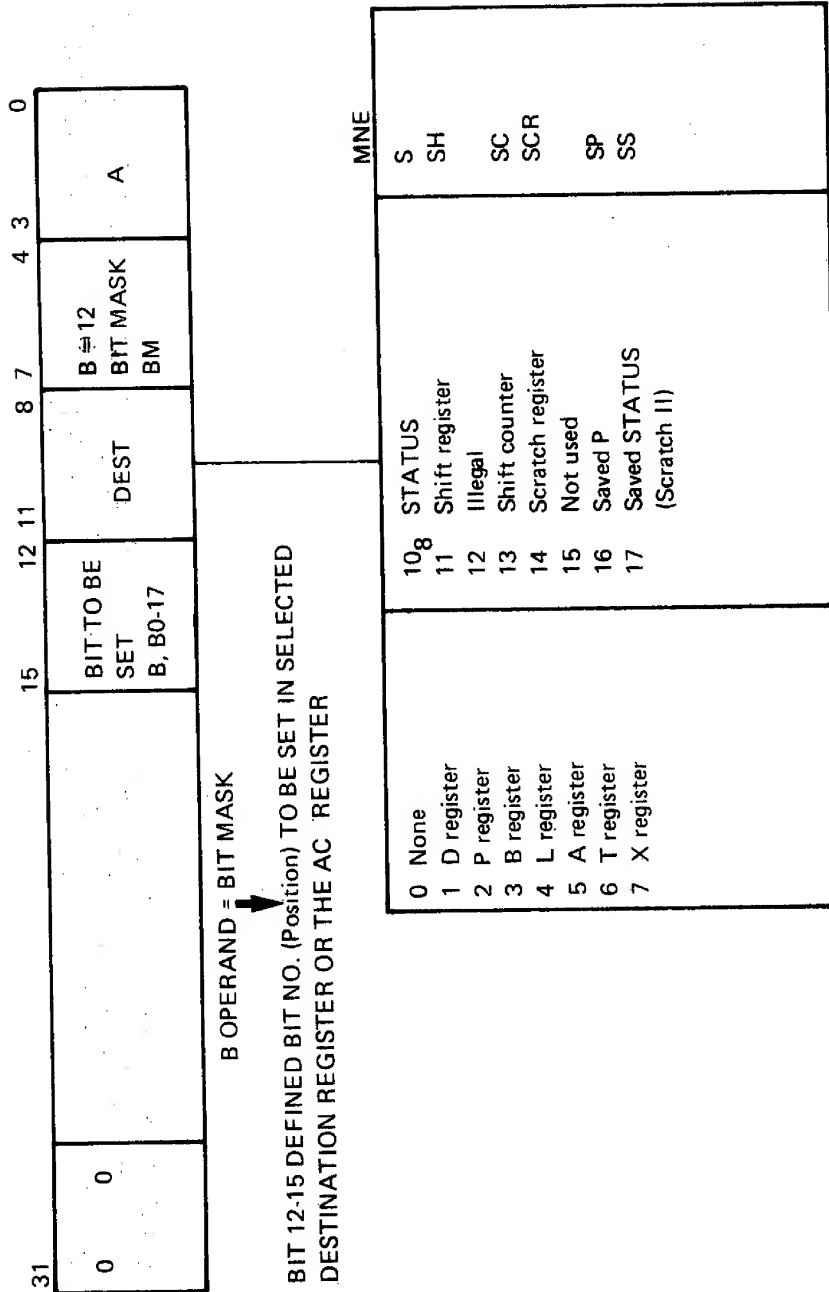 31 15 12 11 8 7 4 3 0
0 0
BIT TO BE
SET
B, B0-17
DEST
B = 12
BIT MASK
BM
A
B OPERAND = BIT MASK
BIT 12-15 DEFINED BIT NO. (Position) TO BE SET IN SELECTED
DESTINATION REGISTER OR THE AC REGISTER
MNE
0 None
1 D register
2 P register
3 B register
4 L register
5 A register
6 T register
7 X register
10₈ STATUS S
11 Shift register SH
12 Illegal
13 Shift counter SC
14 Scratch register SCR
15 Not used
16 Saved P SP
17 Saved STATUS SS
(Scratch II)